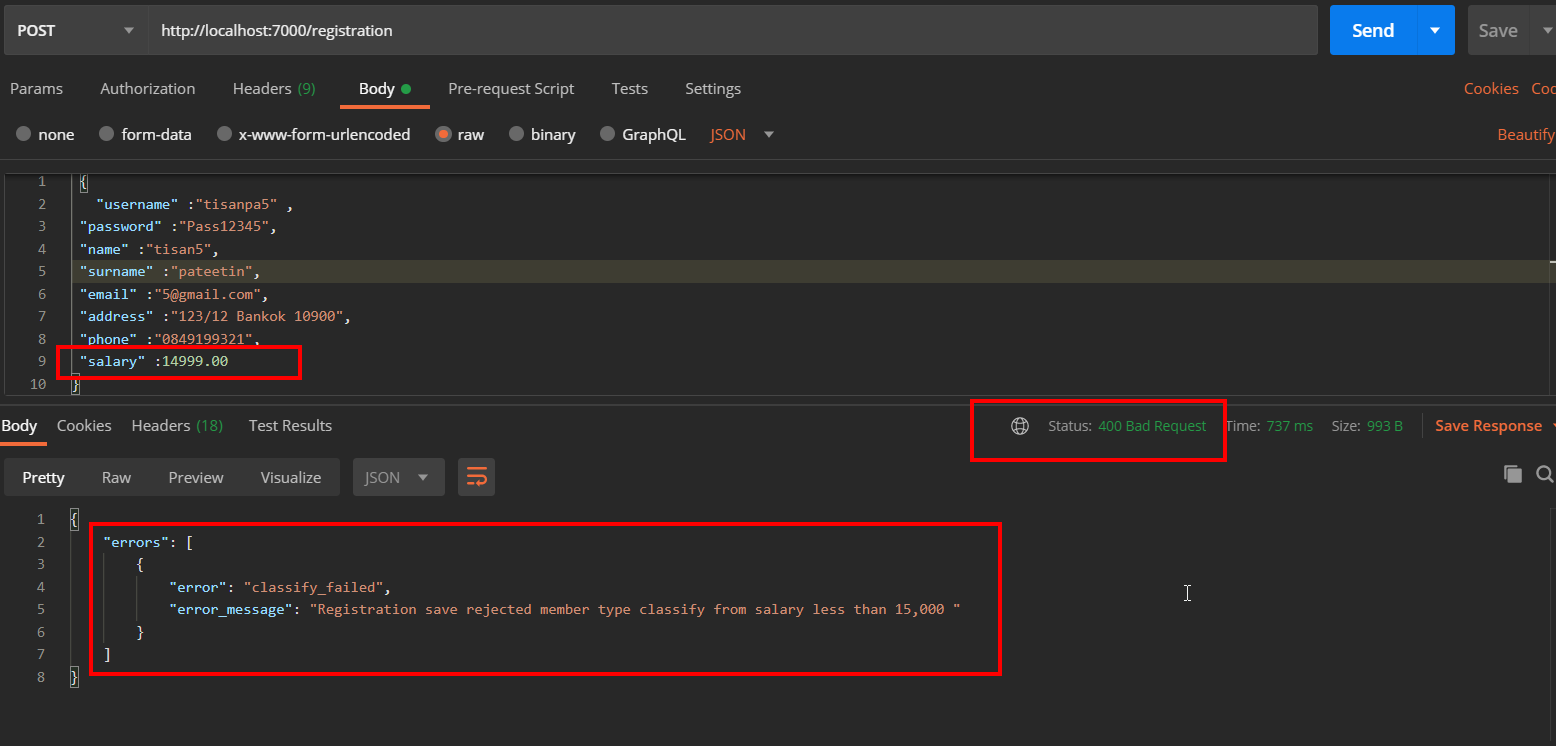 POST http://localhost:7000/registration Send Save
Params Authorization Headers (9) Body Pre-request Script Tests Settings Cookies
none form-data x-www-form-urlencoded raw binary GraphQL JSON Beautify
1 {
2 "username" :"tisanpa5" ,
3 "password" :"Pass12345",
4 "name" :"tisan5",
5 "surname" :"pateetin",
6 "email" :"5@gmail.com",
7 "address" :"123/12 Bankok 10900",
8 "phone" :"0849199321",
9 "salary" :14999.00
10 }
Body Cookies Headers (18) Test Results Status: 400 Bad Request Time: 737 ms Size: 993 B Save Response
Pretty Raw Preview Visualize JSON
1 {
2 "errors": [
3 {
4 "error": "classify_failed",
5 "error_message": "Registration save rejected member type classify from salary less than 15,000 "
6 }
7 ]
8 }